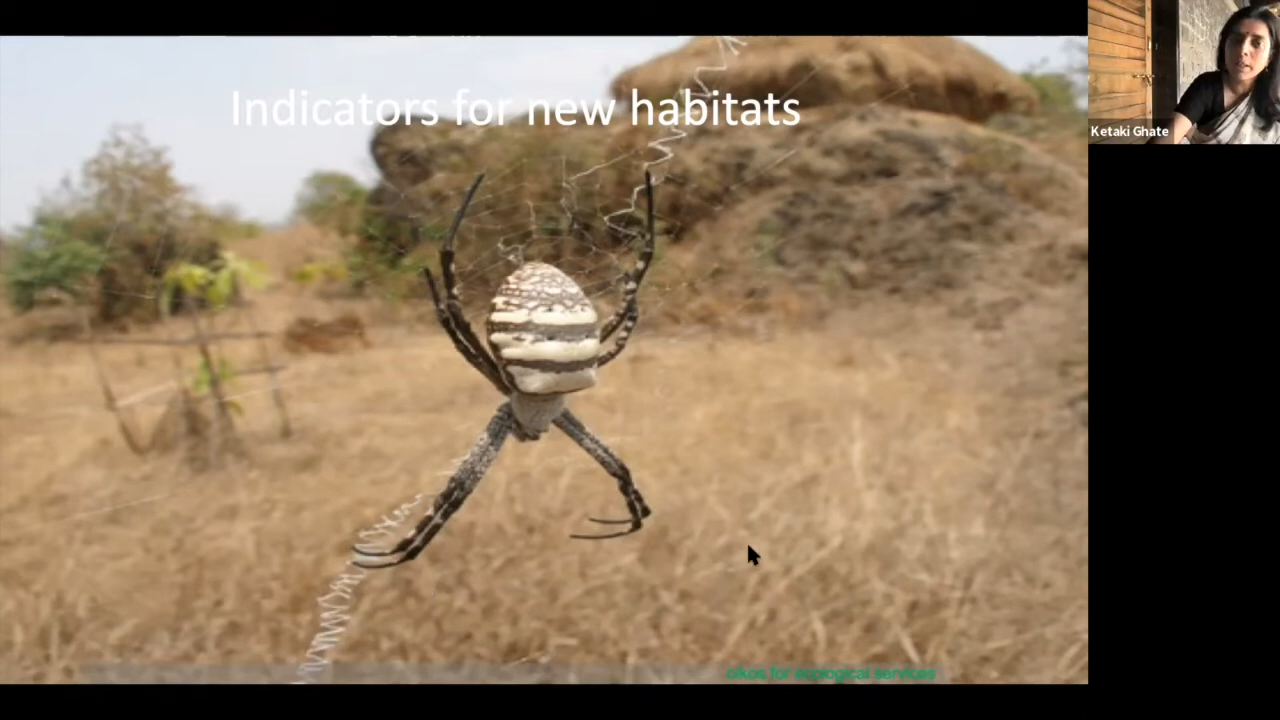 Indicators for new habitats
Ketaki Ghate
oikos for ecological services